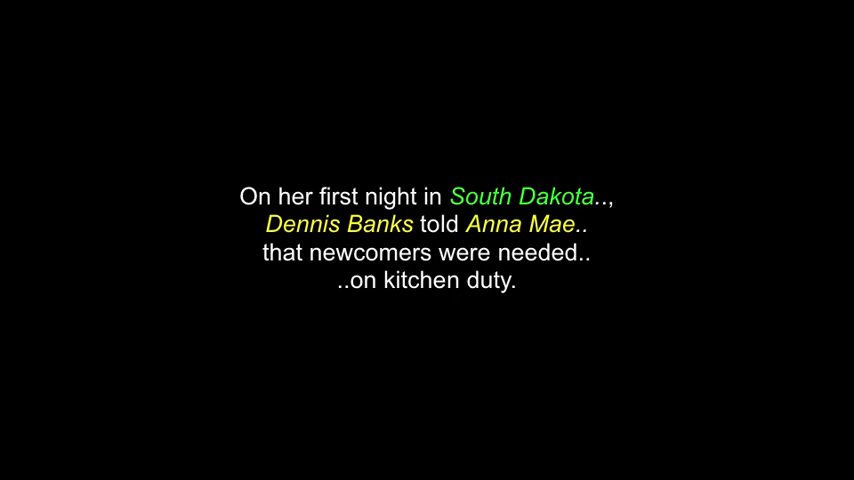 On her first night in South Dakota..,
Dennis Banks told Anna Mae..
that newcomers were needed..
..on kitchen duty.